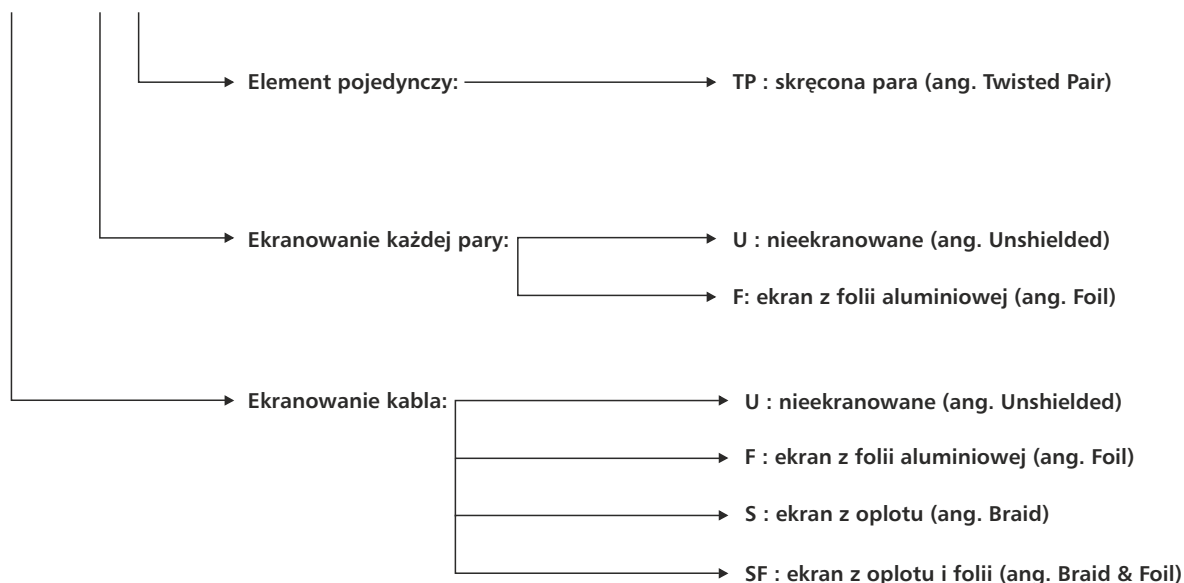 Element pojedynczy: TP : skręcona para (ang. Twisted Pair)
Ekranowanie każdej pary: U : nieekranowane (ang. Unshielded)
F: ekran z folii aluminiowej (ang. Foil)
Ekranowanie kabla: U : nieekranowane (ang. Unshielded)
F : ekran z folii aluminiowej (ang. Foil)
S : ekran z oplotu (ang. Braid)
SF : ekran z oplotu i folii (ang. Braid & Foil)